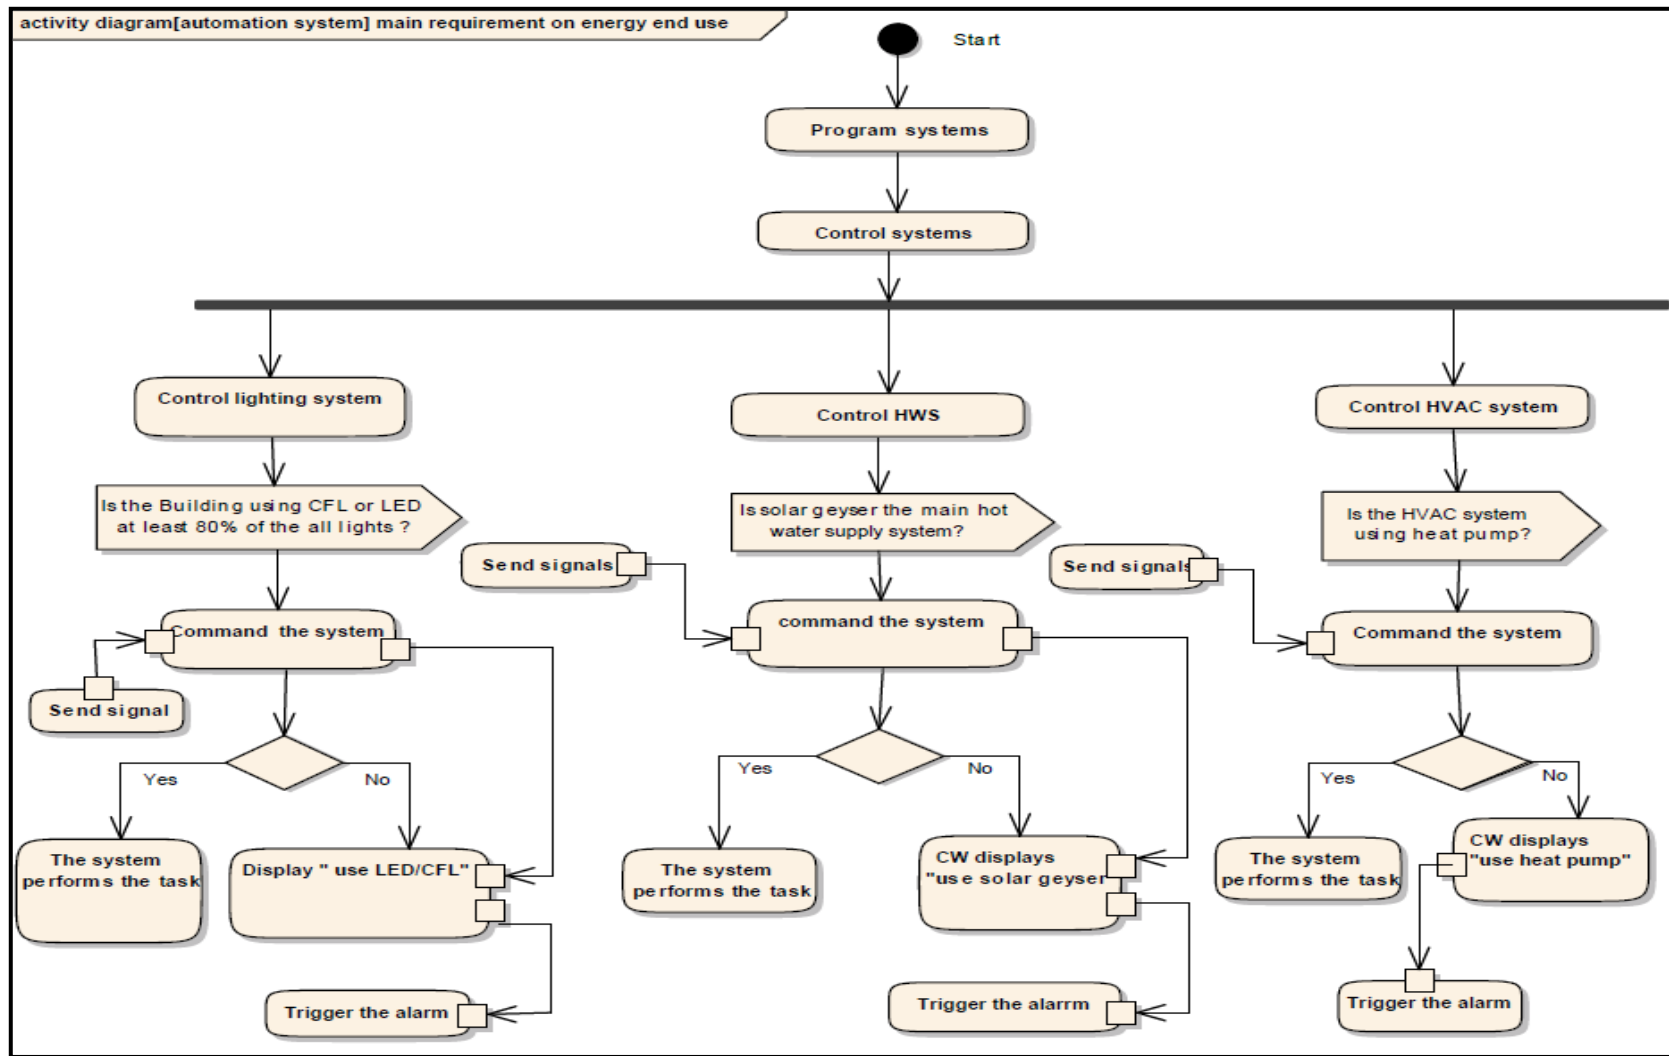 activity diagram[automation system] main requirement on energy end use
Start
Program systems
Control systems
Control lighting system
Control HWS
Control HVAC system
Is the Building using CFL or LED
at least 80% of the all lights ?
Is solar geyser the main hot
water supply system?
Is the HVAC system
using heat pump?
Send signals
Send signals
Command the system
command the system
Command the system
Send signal
Yes
No
Yes
No
Yes
No
The system
performs the task
Display " use LED/CFL"
The system
performs the task
CW displays
"use solar geyser
The system
performs the task
CW displays
"use heat pump"
Trigger the alarm
Trigger the alarrm
Trigger the alarm